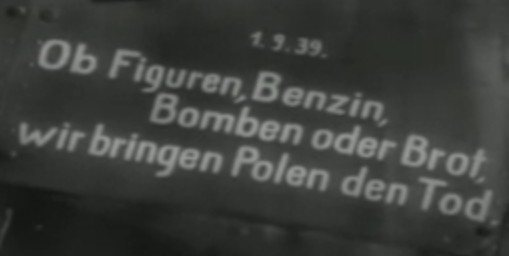 1.9.39.
Ob Figuren, Benzin,
Bomben oder Brot,
wir bringen Polen den Tod.